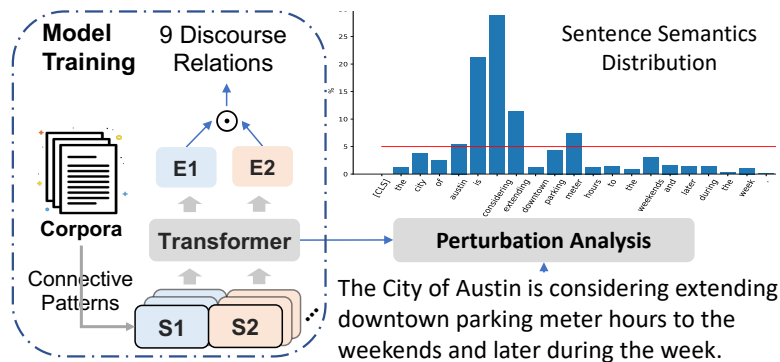 Model
Training
9 Discourse
Relations
E1
E2
Corpora
Transformer
Connective
Patterns
S1
S2
...
Sentence Semantics
Distribution
%
30
25
20
15
10
5
0
[CLS]
the
city
of
austin
is
considering
extending
downtown
parking
meter
hours
to
the
weekends
and
later
during
the
week
.
Perturbation Analysis
The City of Austin is considering extending
downtown parking meter hours to the
weekends and later during the week.